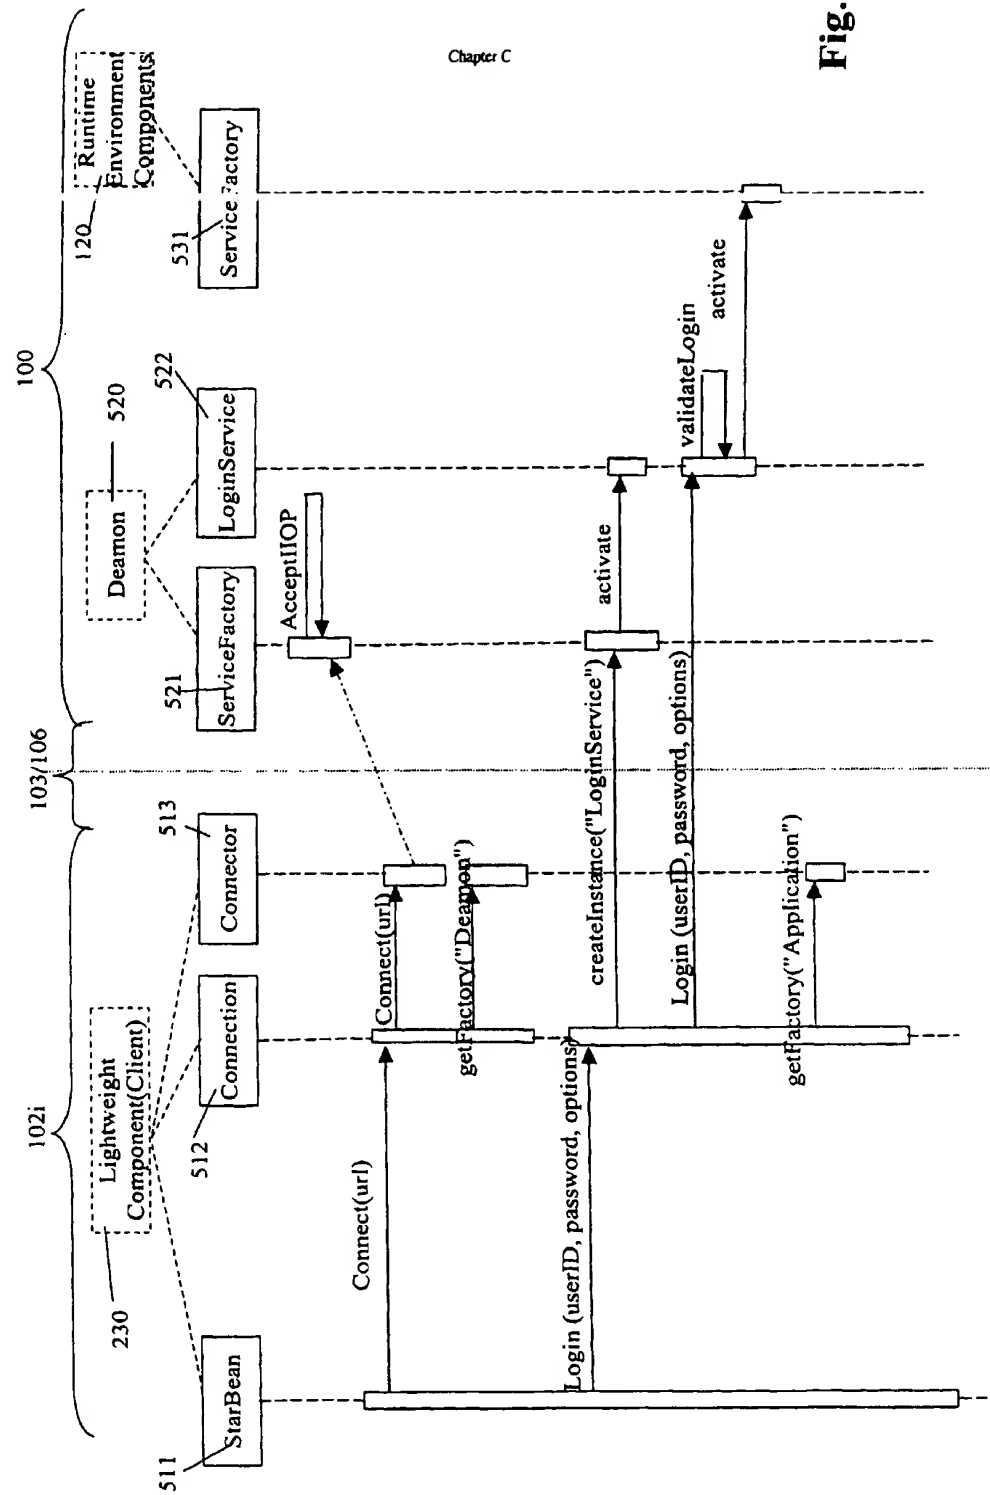 102i
103/106
100
230
Lightweight
Component(Client)
Deamon
520
120
Runtime
Environment
Components
511
StarBean
512
Connection
513
Connector
521
ServiceFactory
522
LoginService
531
Service Factory
AcceptIIOP
Connect(url)
Connect(url)
getFactory("Deamon")
Login (userID, password, options)
createInstance("LoginService")
activate
Login (userID, password, options)
validateLogin
activate
getFactory("Application")
Chapter C
Fig.